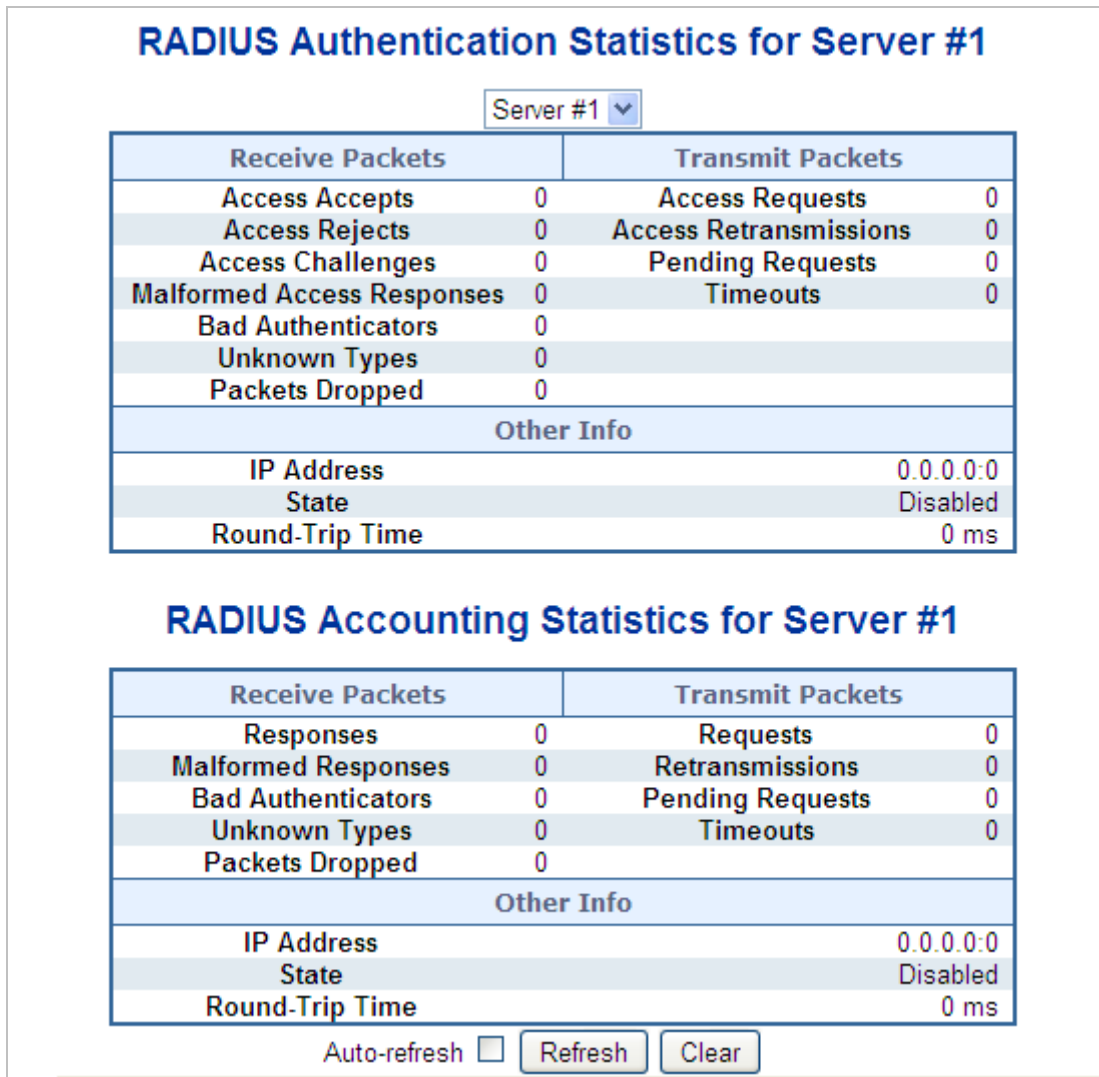 RADIUS Authentication Statistics for Server #1
Server #1
Receive Packets Transmit Packets
Access Accepts 0 Access Requests 0
Access Rejects 0 Access Retransmissions 0
Access Challenges 0 Pending Requests 0
Malformed Access Responses 0 Timeouts 0
Bad Authenticators 0
Unknown Types 0
Packets Dropped 0
Other Info
IP Address 0.0.0.0:0
State Disabled
Round-Trip Time 0 ms
RADIUS Accounting Statistics for Server #1
Receive Packets Transmit Packets
Responses 0 Requests 0
Malformed Responses 0 Retransmissions 0
Bad Authenticators 0 Pending Requests 0
Unknown Types 0 Timeouts 0
Packets Dropped 0
Other Info
IP Address 0.0.0.0:0
State Disabled
Round-Trip Time 0 ms
Auto-refresh Refresh Clear